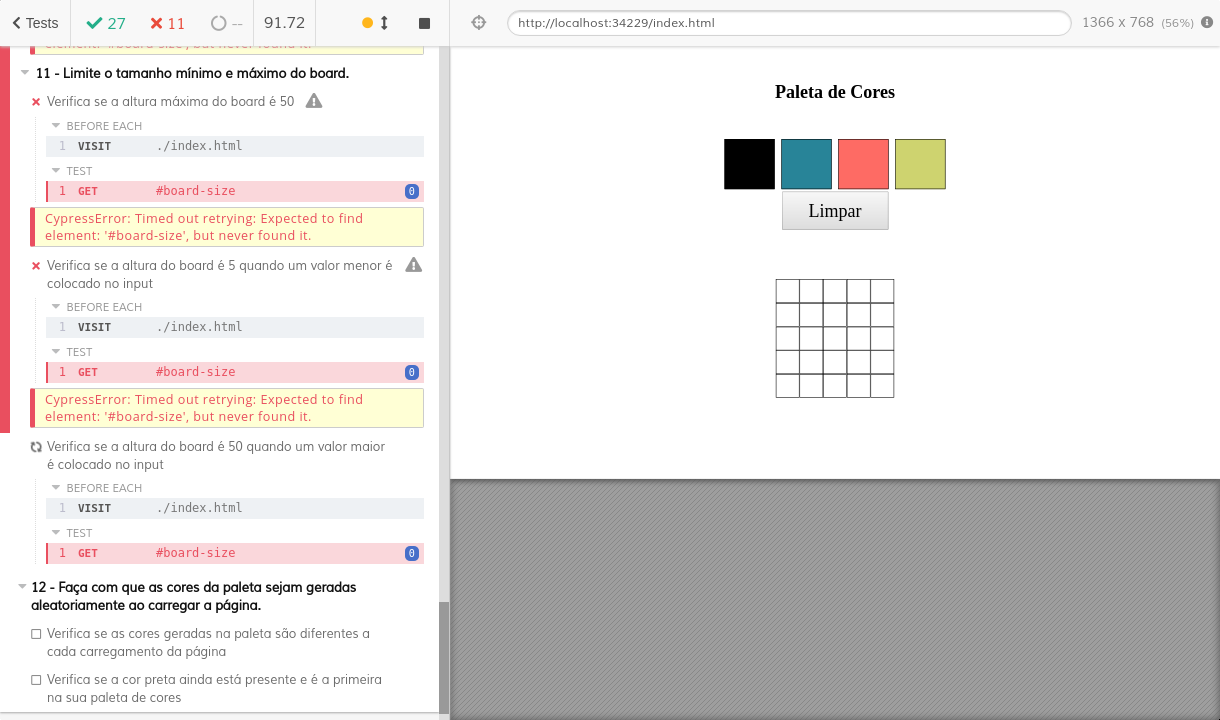 Tests 27 11 -- 91.72 http://localhost:34229/index.html 1366 x 768 (56%)
element: '#board-size', but never found it.
11 - Limite o tamanho mínimo e máximo do board.
Verifica se a altura máxima do board é 50
BEFORE EACH
1 VISIT ./index.html
TEST
1 GET #board-size 0
CypressError: Timed out retrying: Expected to find
element: '#board-size', but never found it.
Verifica se a altura do board é 5 quando um valor menor é
colocado no input
BEFORE EACH
1 VISIT ./index.html
TEST
1 GET #board-size 0
CypressError: Timed out retrying: Expected to find
element: '#board-size', but never found it.
Verifica se a altura do board é 50 quando um valor maior
é colocado no input
BEFORE EACH
1 VISIT ./index.html
TEST
1 GET #board-size 0
12 - Faça com que as cores da paleta sejam geradas
aleatoriamente ao carregar a página.
Verifica se as cores geradas na paleta são diferentes a
cada carregamento da página
Verifica se a cor preta ainda está presente e é a primeira
na sua paleta de cores
Paleta de Cores
Limpar